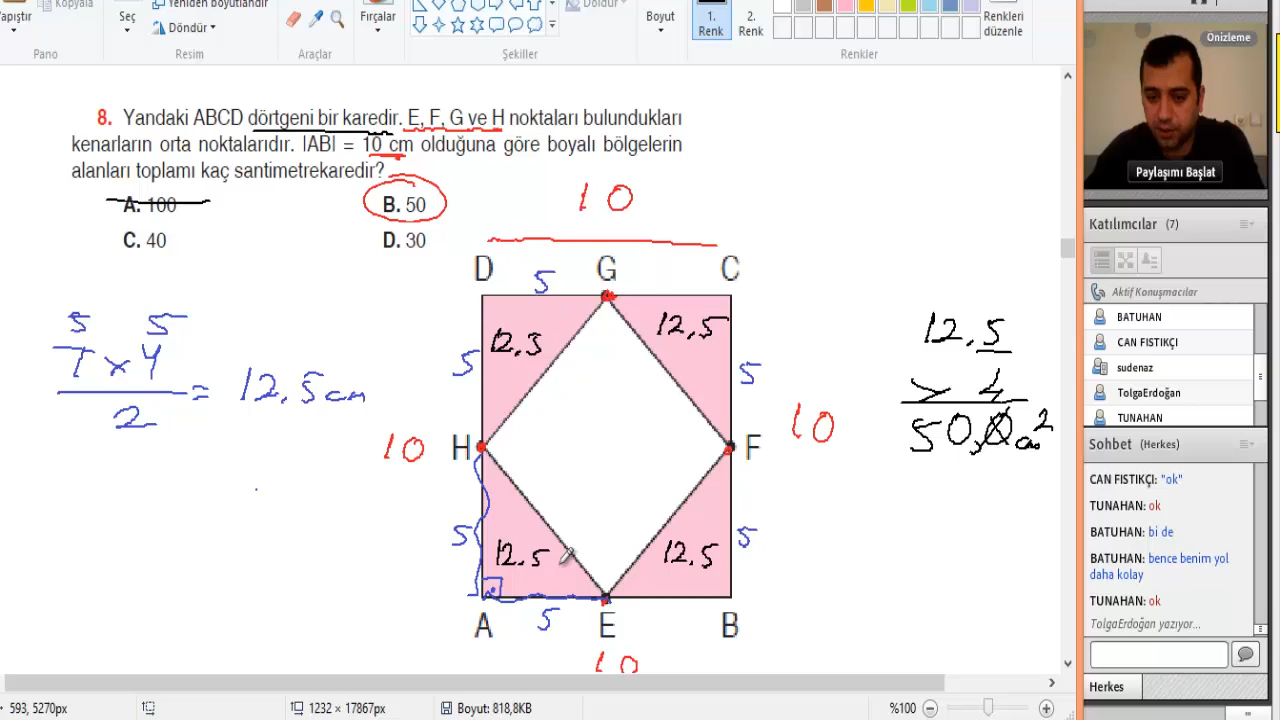 Yapıştır
Kopyala
Pano
Seç
Yeniden boyutlandır
Döndür
Resim
Fırçalar
Araçlar
Şekiller
Doldur
Boyut
1.
Renk
2.
Renk
Renkleri
düzenle
Renkler
Önizleme
Paylaşımı Başlat
8. Yandaki ABCD dörtgeni bir karedir. E, F, G ve H noktaları bulundukları
kenarların orta noktalarıdır. |AB| = 10 cm olduğuna göre boyalı bölgelerin
alanları toplamı kaç santimetrekaredir?
A. 100
B. 50
C. 40
D. 30
10
D
G
C
5
5
12.5
12,5
5
10
H
F
10
5
12.5
12.5
5
A
E
B
5
10
5 5
T x Y
2
= 12,5 cm
12,5
x 4
50,0 cm²
Katılımcılar (7)
Aktif Konuşmacılar
BATUHAN
CAN FISTIKÇI
sudenaz
TolgaErdoğan
TUNAHAN
Sohbet (Herkes)
CAN FISTIKÇI: "ok"
TUNAHAN: ok
BATUHAN: bi de
BATUHAN: bence benim yol
daha kolay
TUNAHAN: ok
TolgaErdoğan yazıyor...
Herkes
593, 5270px
1232 × 17867px
Boyut: 818,8KB
%100